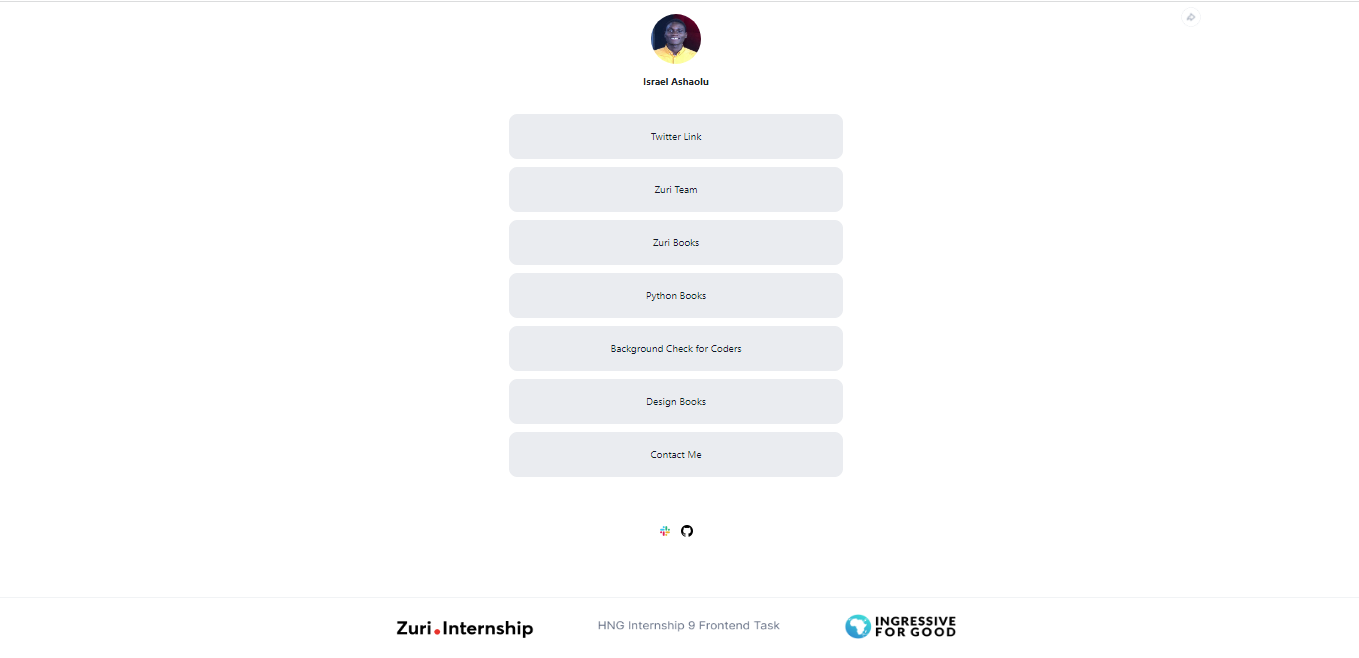 Israel Ashaolu
Twitter Link
Zuri Team
Zuri Books
Python Books
Background Check for Coders
Design Books
Contact Me
Zuri.Internship
HNG Internship 9 Frontend Task
INGRESSIVE
FOR GOOD